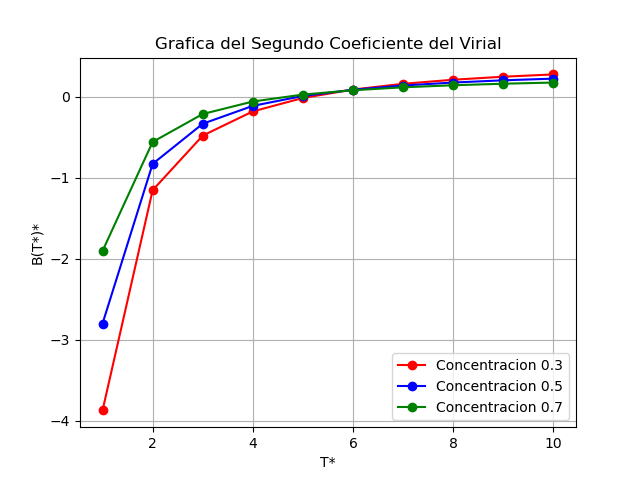 Grafica del Segundo Coeficiente del Virial
B(T*)*
0
−1
−2
−3
−4
Concentracion 0.3
Concentracion 0.5
Concentracion 0.7
2
4
6
8
10
T*